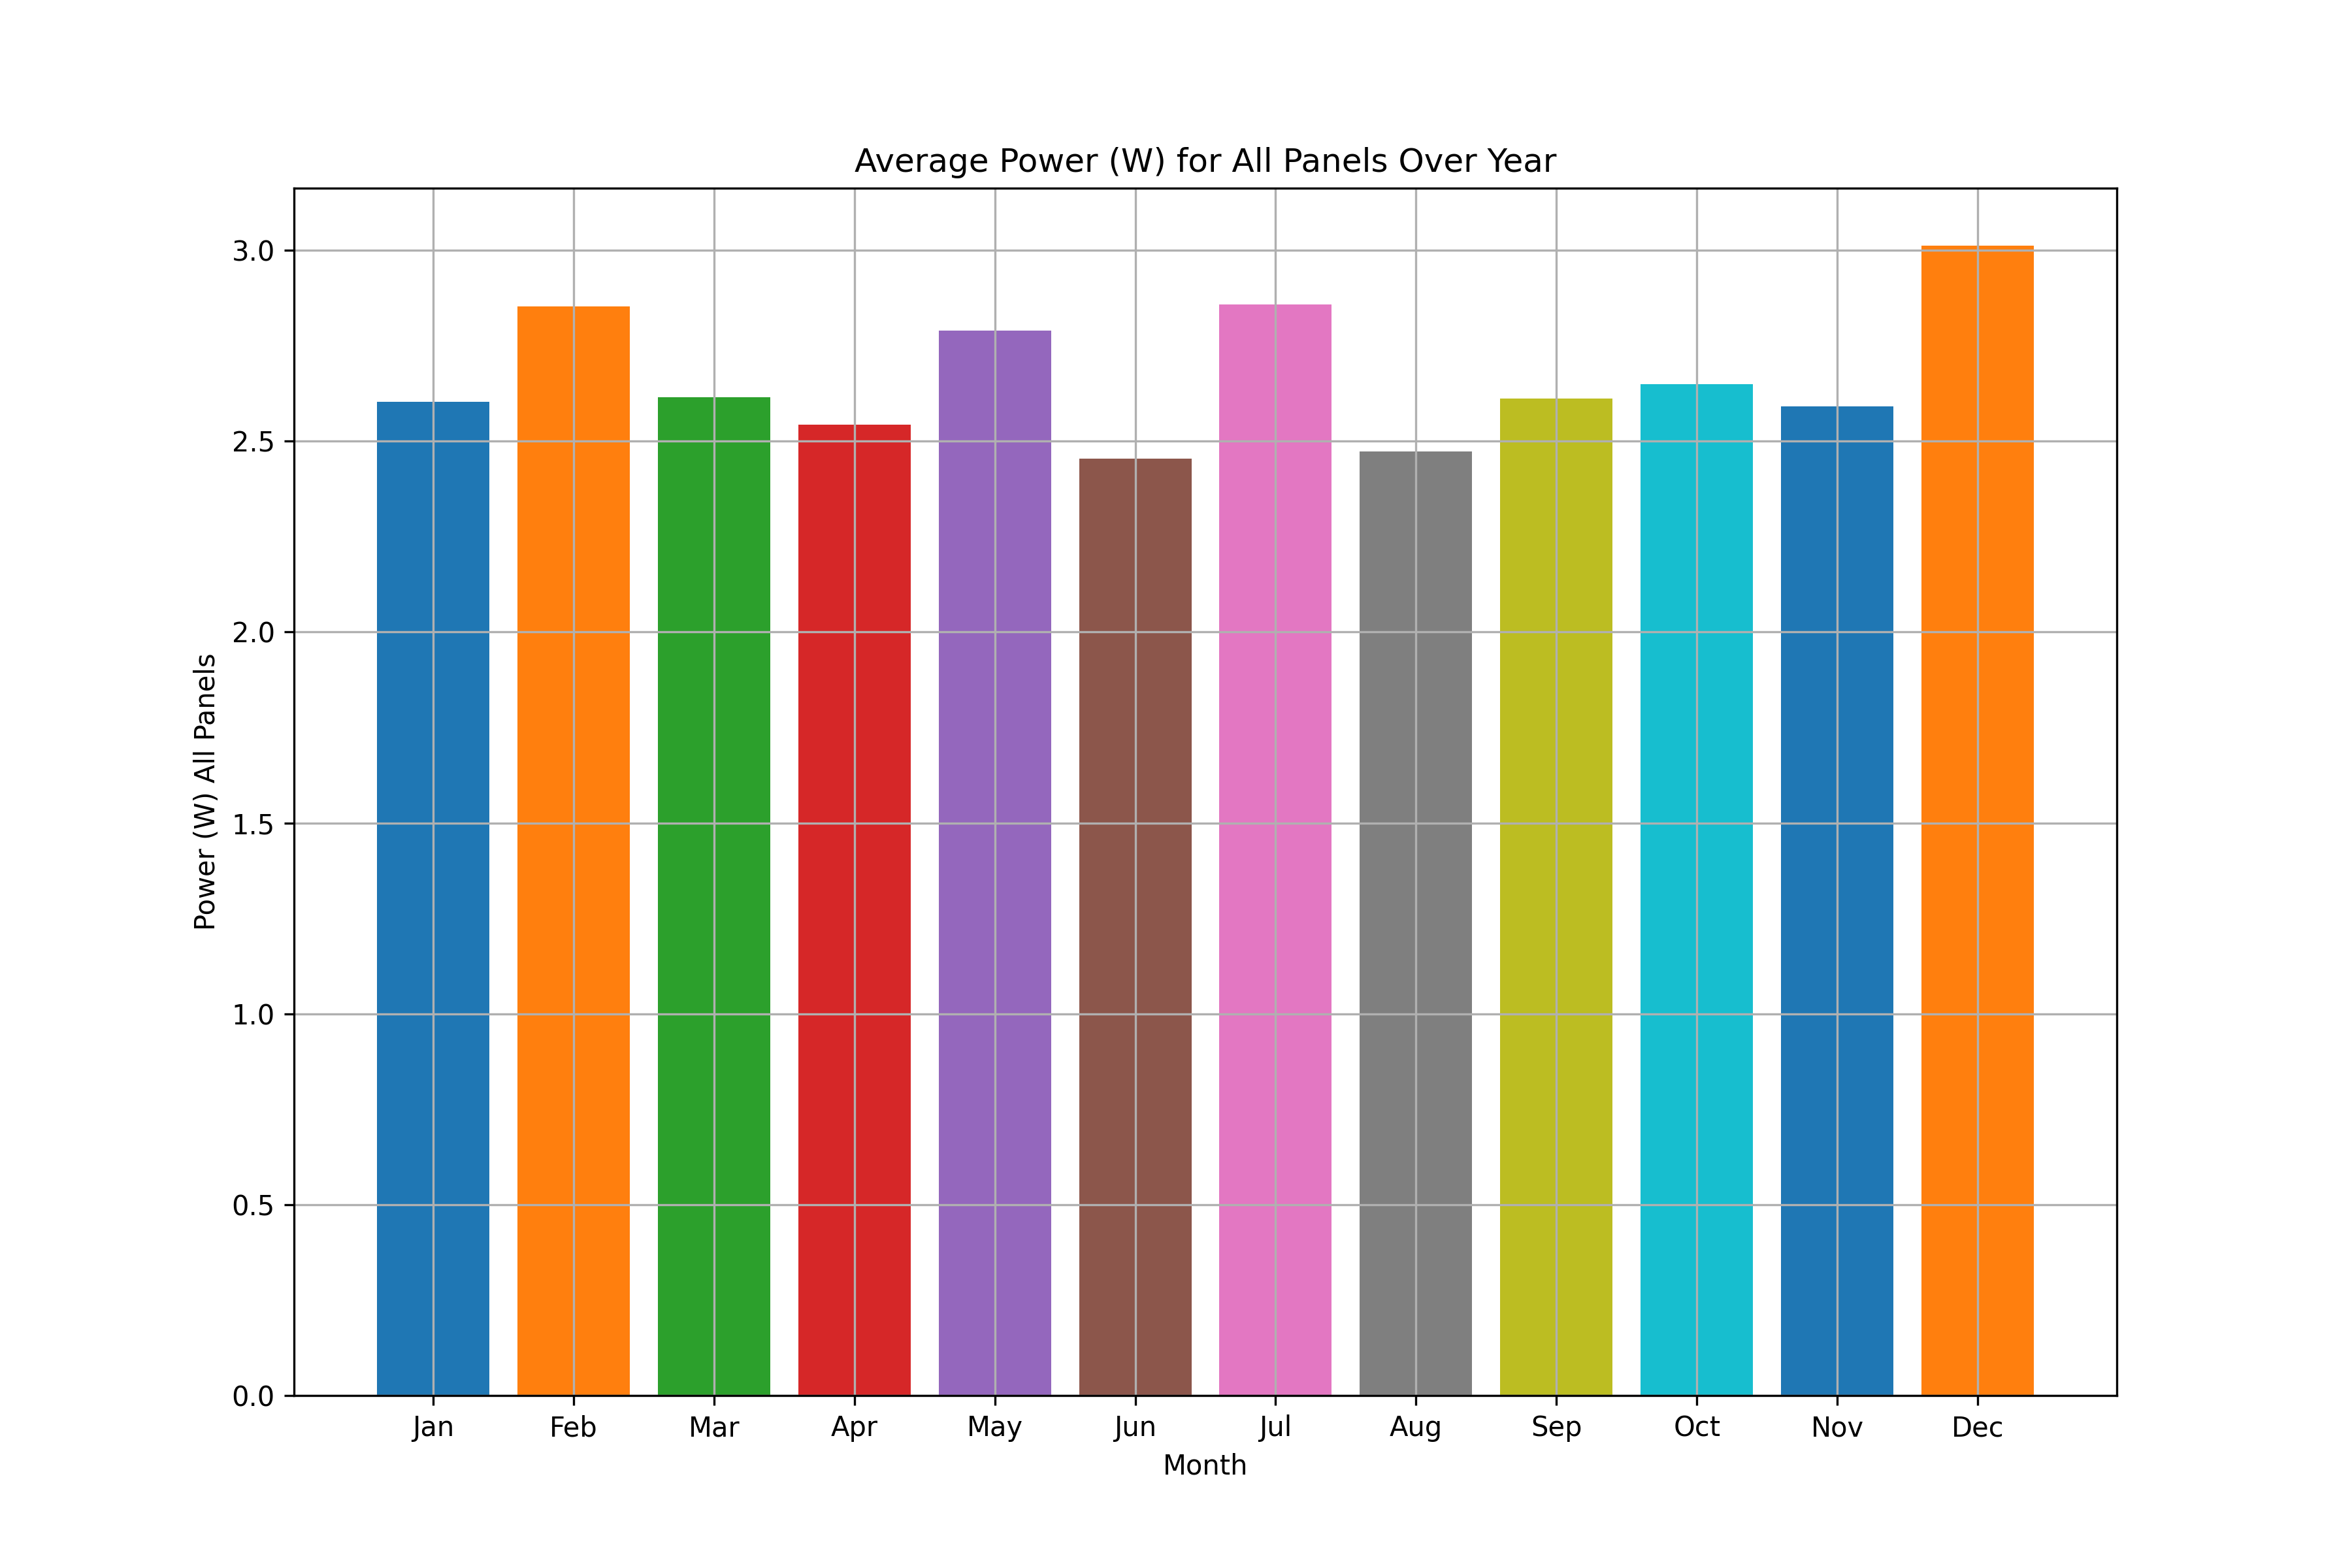 Average Power (W) for All Panels Over Year
Power (W) All Panels
3.0
2.5
2.0
1.5
1.0
0.5
0.0
Jan Feb Mar Apr May Jun Jul Aug Sep Oct Nov Dec
Month